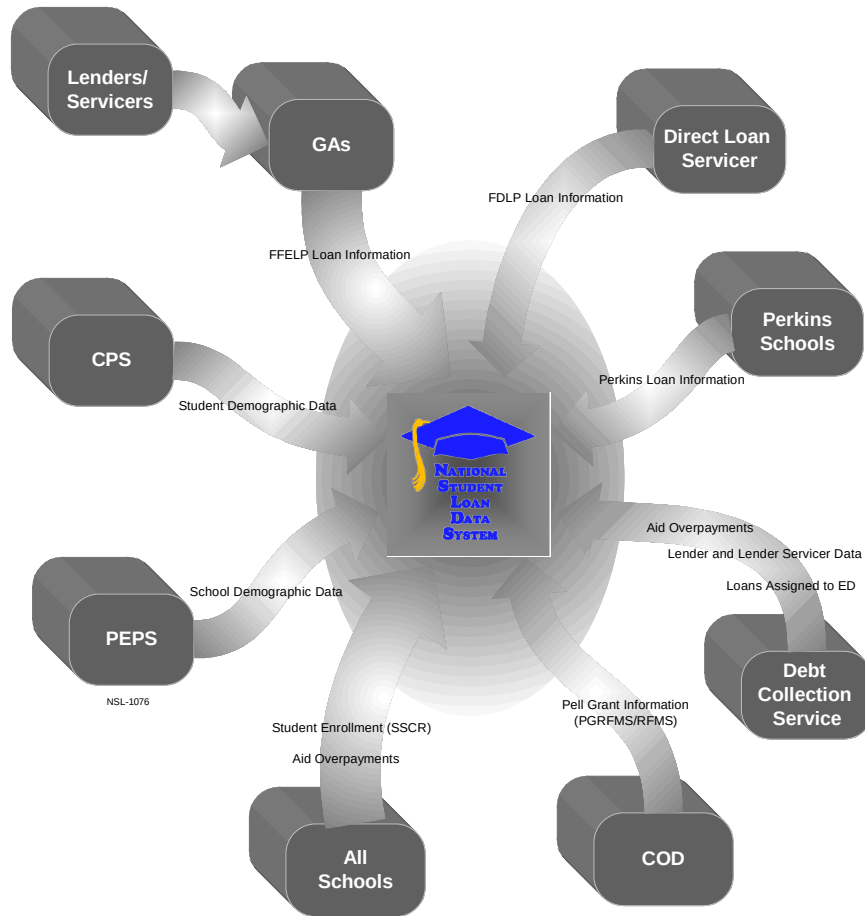 Lenders/
Servicers
GAs
Direct Loan
Servicer
FDLP Loan Information
FFELP Loan Information
CPS
Perkins
Schools
Student Demographic Data
Perkins Loan Information
NATIONAL
STUDENT
LOAN
DATA
SYSTEM
Aid Overpayments
Lender and Lender Servicer Data
Loans Assigned to ED
School Demographic Data
PEPS
NSL-1076
Debt
Collection
Service
Pell Grant Information
(PGRFMS/RFMS)
Student Enrollment (SSCR)
Aid Overpayments
All
Schools
COD